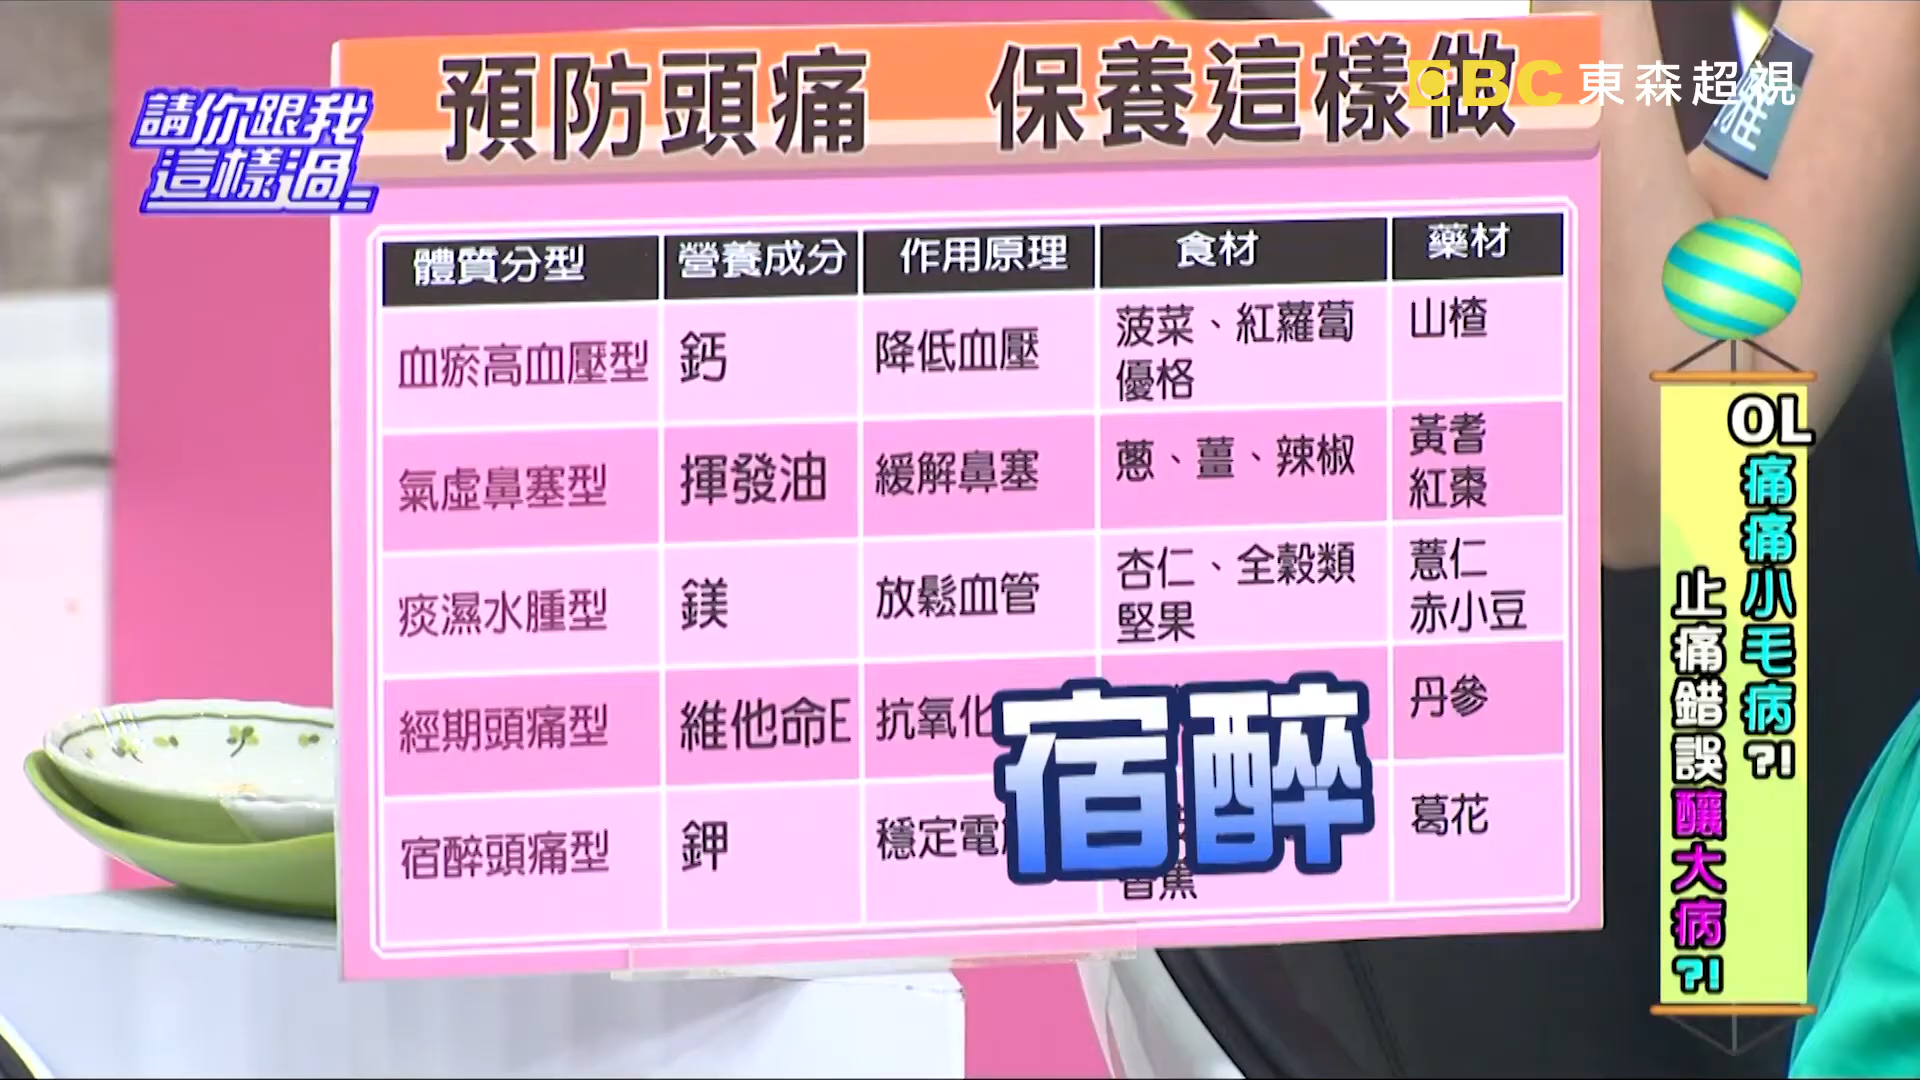 預防頭痛 保養這樣做
EBC 東森超視
雅
請你跟我
這樣過
體質分型 營養成分 作用原理 食材 藥材
血瘀高血壓型 鈣 降低血壓 菠菜、紅蘿蔔 山楂
優格
氣虛鼻塞型 揮發油 緩解鼻塞 蔥、薑、辣椒 黃耆
紅棗
痰濕水腫型 鎂 放鬆血管 杏仁、全穀類 薏仁
堅果 赤小豆
經期頭痛型 維他命E 抗氧化 丹參
宿醉頭痛型 鉀 穩定電 葛花
香蕉
宿醉
OL痛痛小毛病?!
止痛錯誤釀大病?!